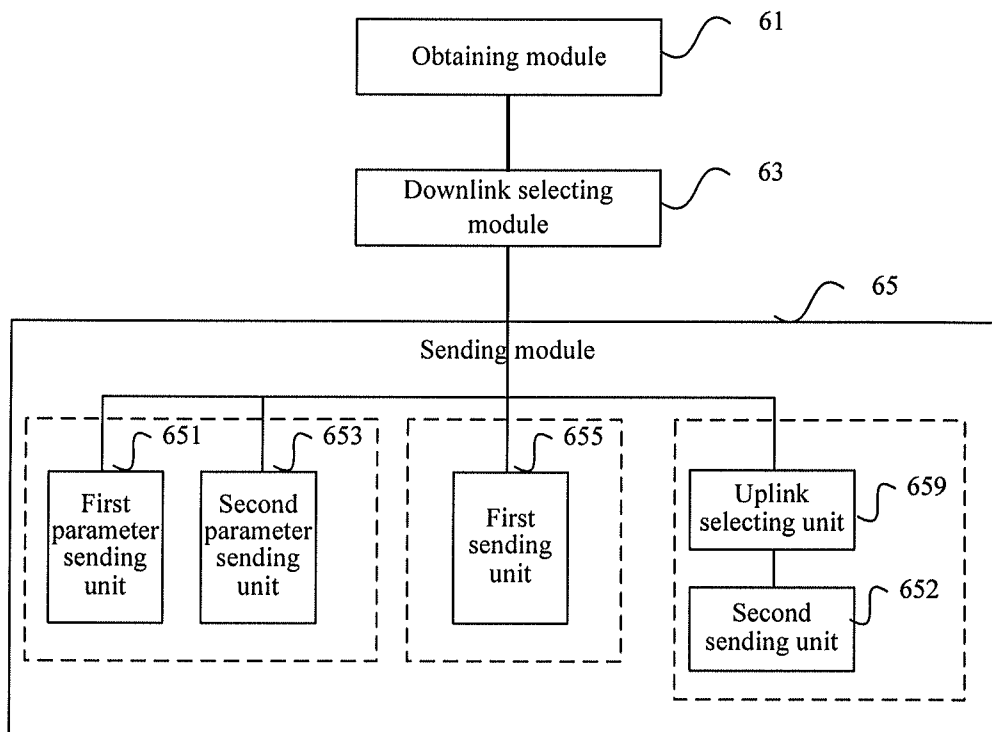 61
Obtaining module
63
Downlink selecting
module
65
Sending module
651
653
655
First
parameter
sending
unit
Second
parameter
sending
unit
First
sending
unit
Uplink
selecting unit
659
652
Second
sending unit